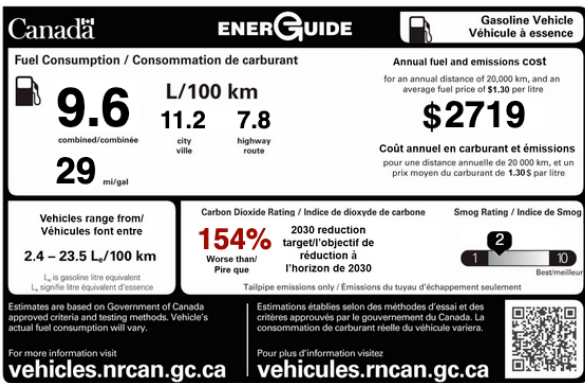 Canada
ENERGUIDE
Gasoline Vehicle
Véhicule à essence
Fuel Consumption / Consommation de carburant
9.6
combined/combinée
L/100 km
11.2
city
ville
7.8
highway
route
29 mi/gal
Annual fuel and emissions cost
for an annual distance of 20,000 km, and an
average fuel price of $1.30 per litre
$2719
Coût annuel en carburant et émissions
pour une distance annuelle de 20 000 km, et un
prix moyen du carburant de 1.30 $ par litre
Vehicles range from/
Véhicules font entre
2.4 – 23.5 Lₑ/100 km
Lₑ is gasoline litre equivalent
Lₑ signifie litre équivalent d'essence
Carbon Dioxide Rating / Indice de dioxyde de carbone
154%
Worse than/
Pire que
2030 reduction
target/l'objectif de
réduction à
l'horizon de 2030
Smog Rating / Indice de Smog
2
1
10
Best/meilleur
Tailpipe emissions only / Émissions du tuyau d'échappement seulement
Estimates are based on Government of Canada
approved criteria and testing methods. Vehicle's
actual fuel consumption will vary.
For more information visit
vehicles.nrcan.gc.ca
Estimations établies selon des méthodes d'essai et des
critères approuvés par le gouvernement du Canada. La
consommation de carburant réelle du véhicule variera.
Pour plus d'information visitez
vehicules.rncan.gc.ca